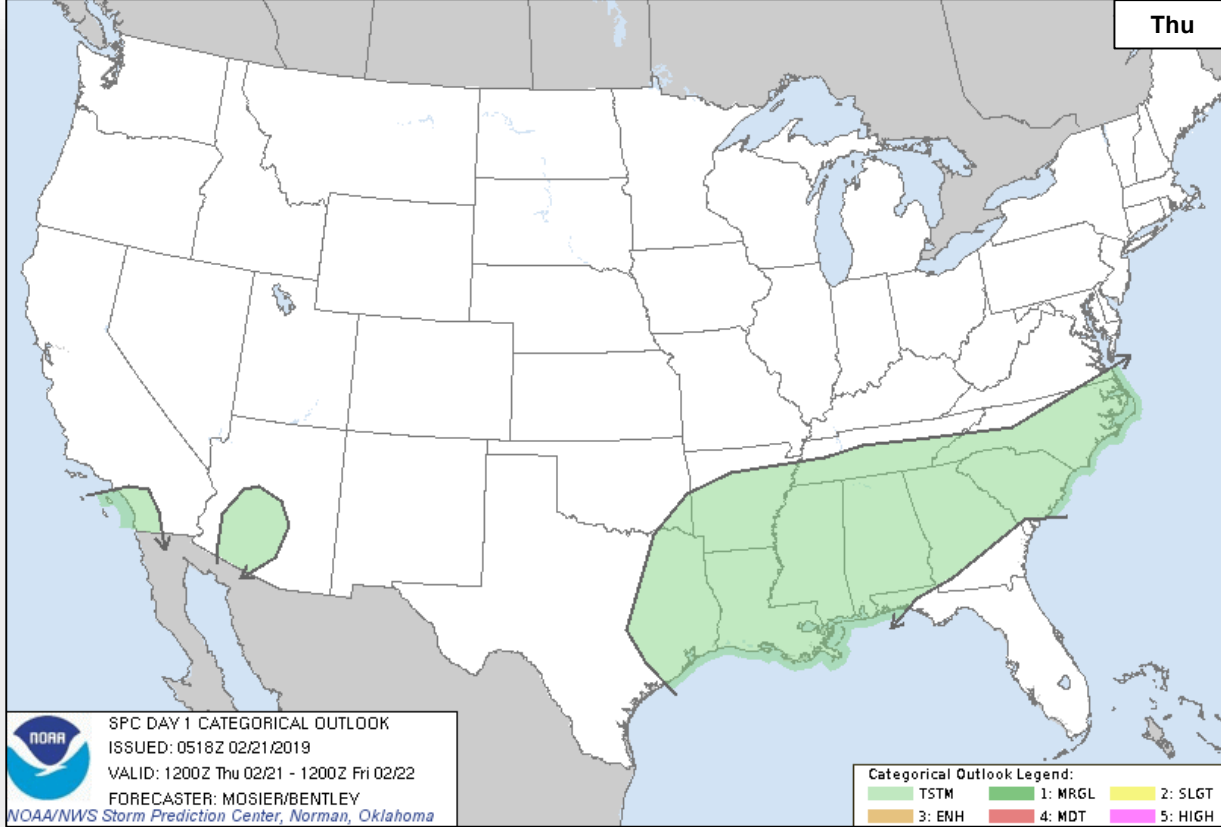 Thu
NOAA
SPC DAY 1 CATEGORICAL OUTLOOK
ISSUED: 0518Z 02/21/2019
VALID: 1200Z Thu 02/21 - 1200Z Fri 02/22
FORECASTER: MOSIER/BENTLEY
NOAA/NWS Storm Prediction Center, Norman, Oklahoma
Categorical Outlook Legend:
TSTM 1: MRGL 2: SLGT
3: ENH 4: MDT 5: HIGH